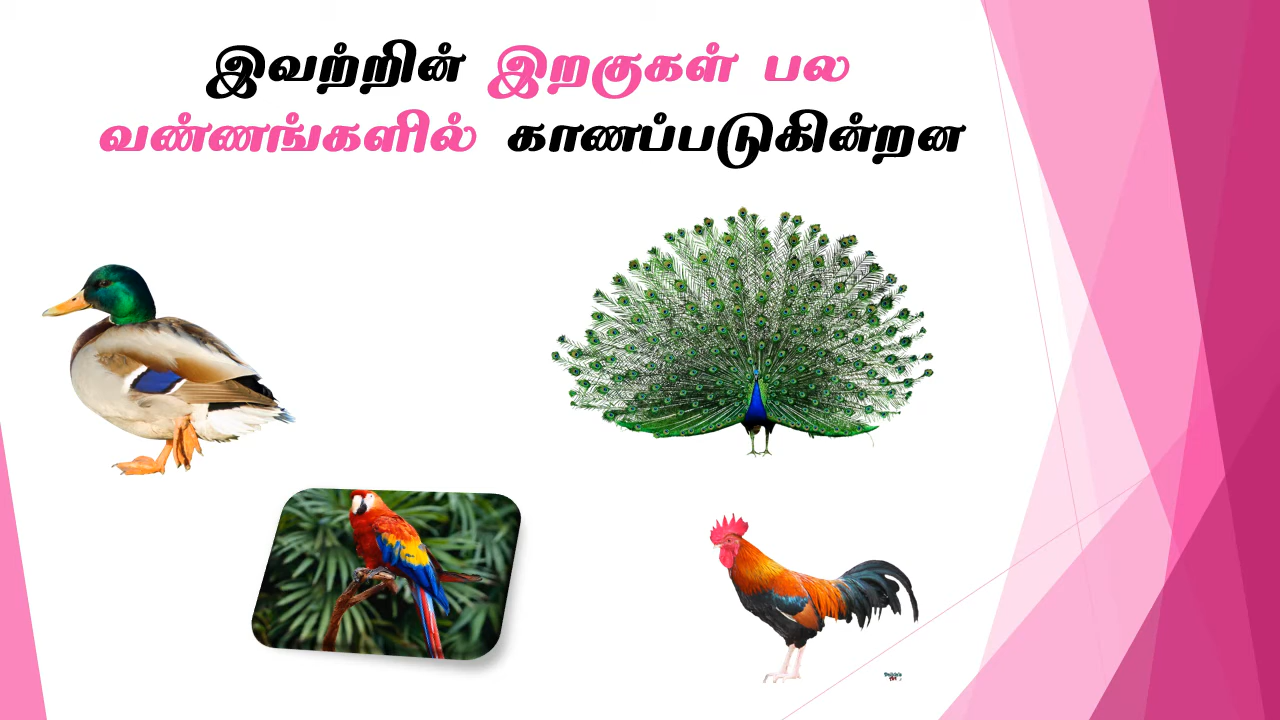 இவற்றின் இறகுகள் பல
வண்ணங்களில் காணப்படுகின்றன